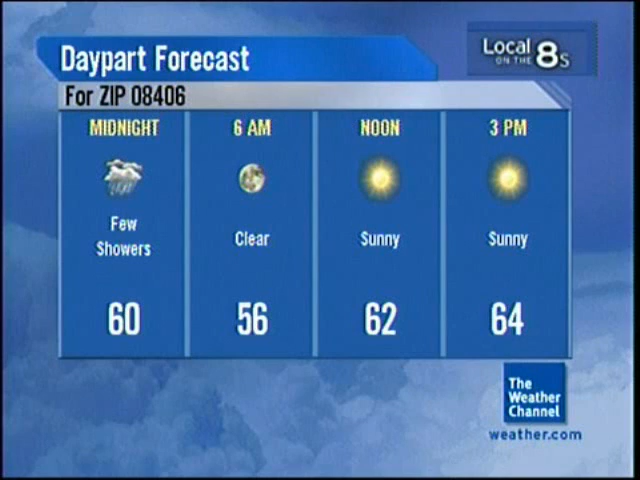 Daypart Forecast
Local
ON THE 8s
For ZIP 08406
MIDNIGHT 6 AM NOON 3 PM
Few
Showers
Clear Sunny Sunny
60 56 62 64
The
Weather
Channel
weather.com